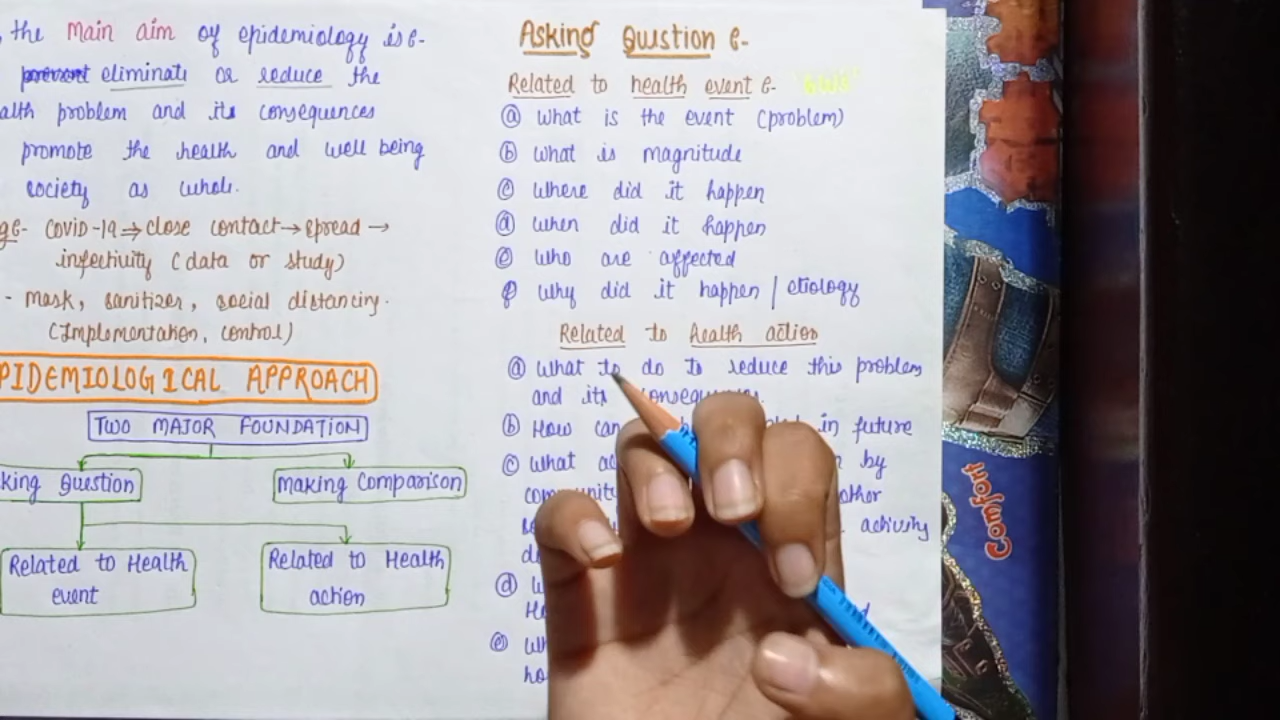 the main aim of epidemiology is:-
eliminate or reduce the
alth problem and its consequences
promote the health and well being
society as whole.
eg:- COVID-19 ⇒ close contact → spread →
infectivity (data or study)
- mask, sanitizer, social distancing.
(Implementation, control)
PIDEMIOLOGICAL APPROACH
TWO MAJOR FOUNDATION
king Question
Making Comparison
Related to Health
event
Related to Health
action
Asking Qustion :-
Related to health event :-
(a) What is the event (problem)
(b) What is magnitude
(c) Where did it happen
(d) When did it happen
(e) Who are affected
(f) Why did it happen / etiology
Related to health action
(a) What to do to reduce this problem
and its consequences.
(b) How can in future
(c) What by
other
activity
(d)
(e)
Comfort